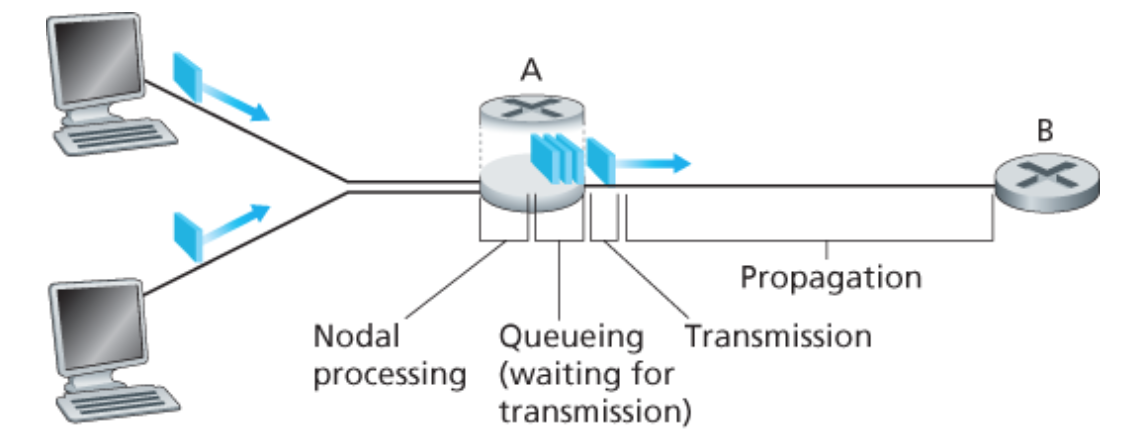 A
B
Propagation
Nodal
processing
Queueing
(waiting for
transmission)
Transmission